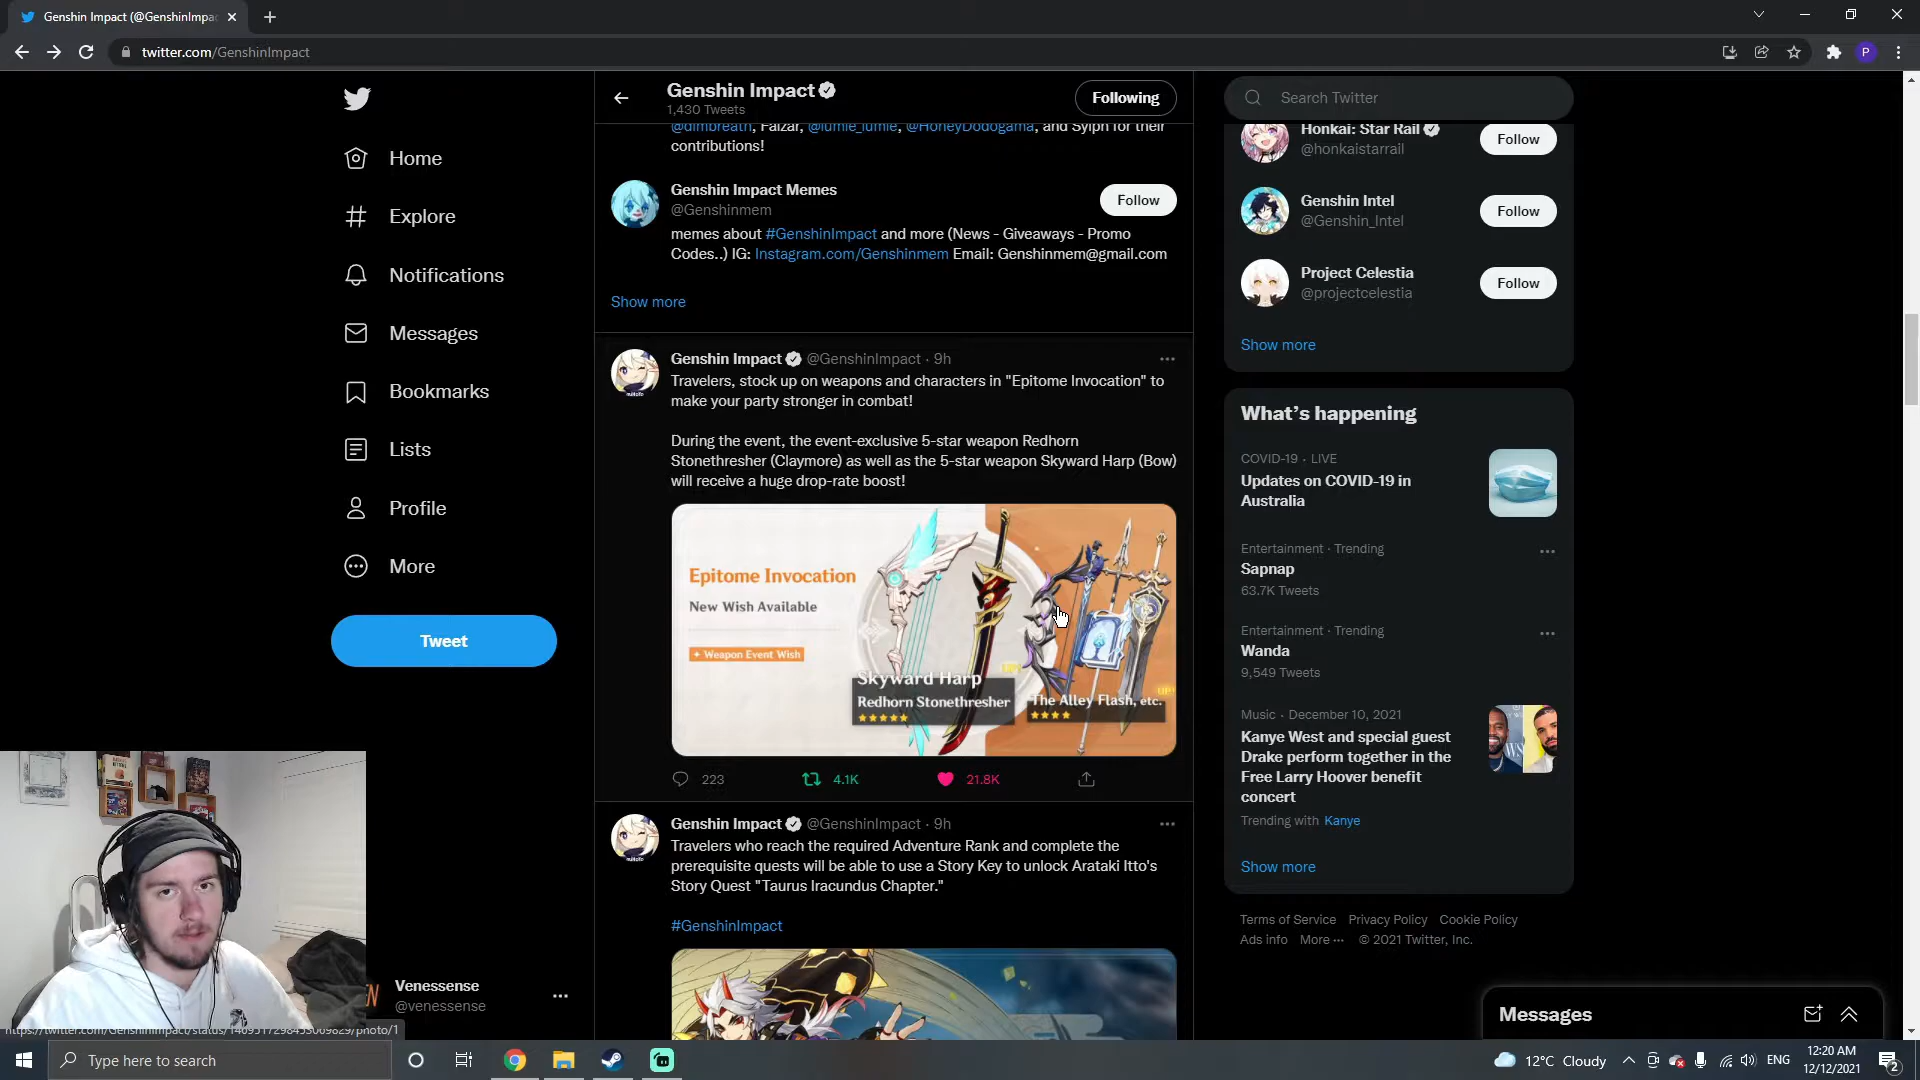 Genshin Impact (@GenshinImpa
twitter.com/GenshinImpact
P
Home
Explore
Notifications
Messages
Bookmarks
Lists
Profile
More
Tweet
Venessense
@venessense
Genshin Impact
1,430 Tweets
Following
@dimbreath, Faizar, @lumie_lumie, @HoneyDodogama, and Sylph for their
contributions!
Genshin Impact Memes
@Genshinmem
Follow
memes about #GenshinImpact and more (News - Giveaways - Promo
Codes..) IG: Instagram.com/Genshinmem Email: Genshinmem@gmail.com
Show more
Genshin Impact @GenshinImpact · 9h
Travelers, stock up on weapons and characters in "Epitome Invocation" to
make your party stronger in combat!
During the event, the event-exclusive 5-star weapon Redhorn
Stonethresher (Claymore) as well as the 5-star weapon Skyward Harp (Bow)
will receive a huge drop-rate boost!
Epitome Invocation
New Wish Available
+ Weapon Event Wish
Skyward Harp
Redhorn Stonethresher
UP!
The Alley Flash, etc.
UP!
223 4.1K 21.8K
Genshin Impact @GenshinImpact · 9h
Travelers who reach the required Adventure Rank and complete the
prerequisite quests will be able to use a Story Key to unlock Arataki Itto's
Story Quest "Taurus Iracundus Chapter."
#GenshinImpact
Search Twitter
Honkai: Star Rail
@honkaistarrail
Follow
Genshin Intel
@Genshin_Intel
Follow
Project Celestia
@projectcelestia
Follow
Show more
What's happening
COVID-19 · LIVE
Updates on COVID-19 in
Australia
Entertainment · Trending
Sapnap
63.7K Tweets
Entertainment · Trending
Wanda
9,549 Tweets
Music · December 10, 2021
Kanye West and special guest
Drake perform together in the
Free Larry Hoover benefit
concert
Trending with Kanye
Show more
Terms of Service Privacy Policy Cookie Policy
Ads info More ··· © 2021 Twitter, Inc.
Messages
Type here to search
12°C Cloudy
ENG
12:20 AM
12/12/2021
2